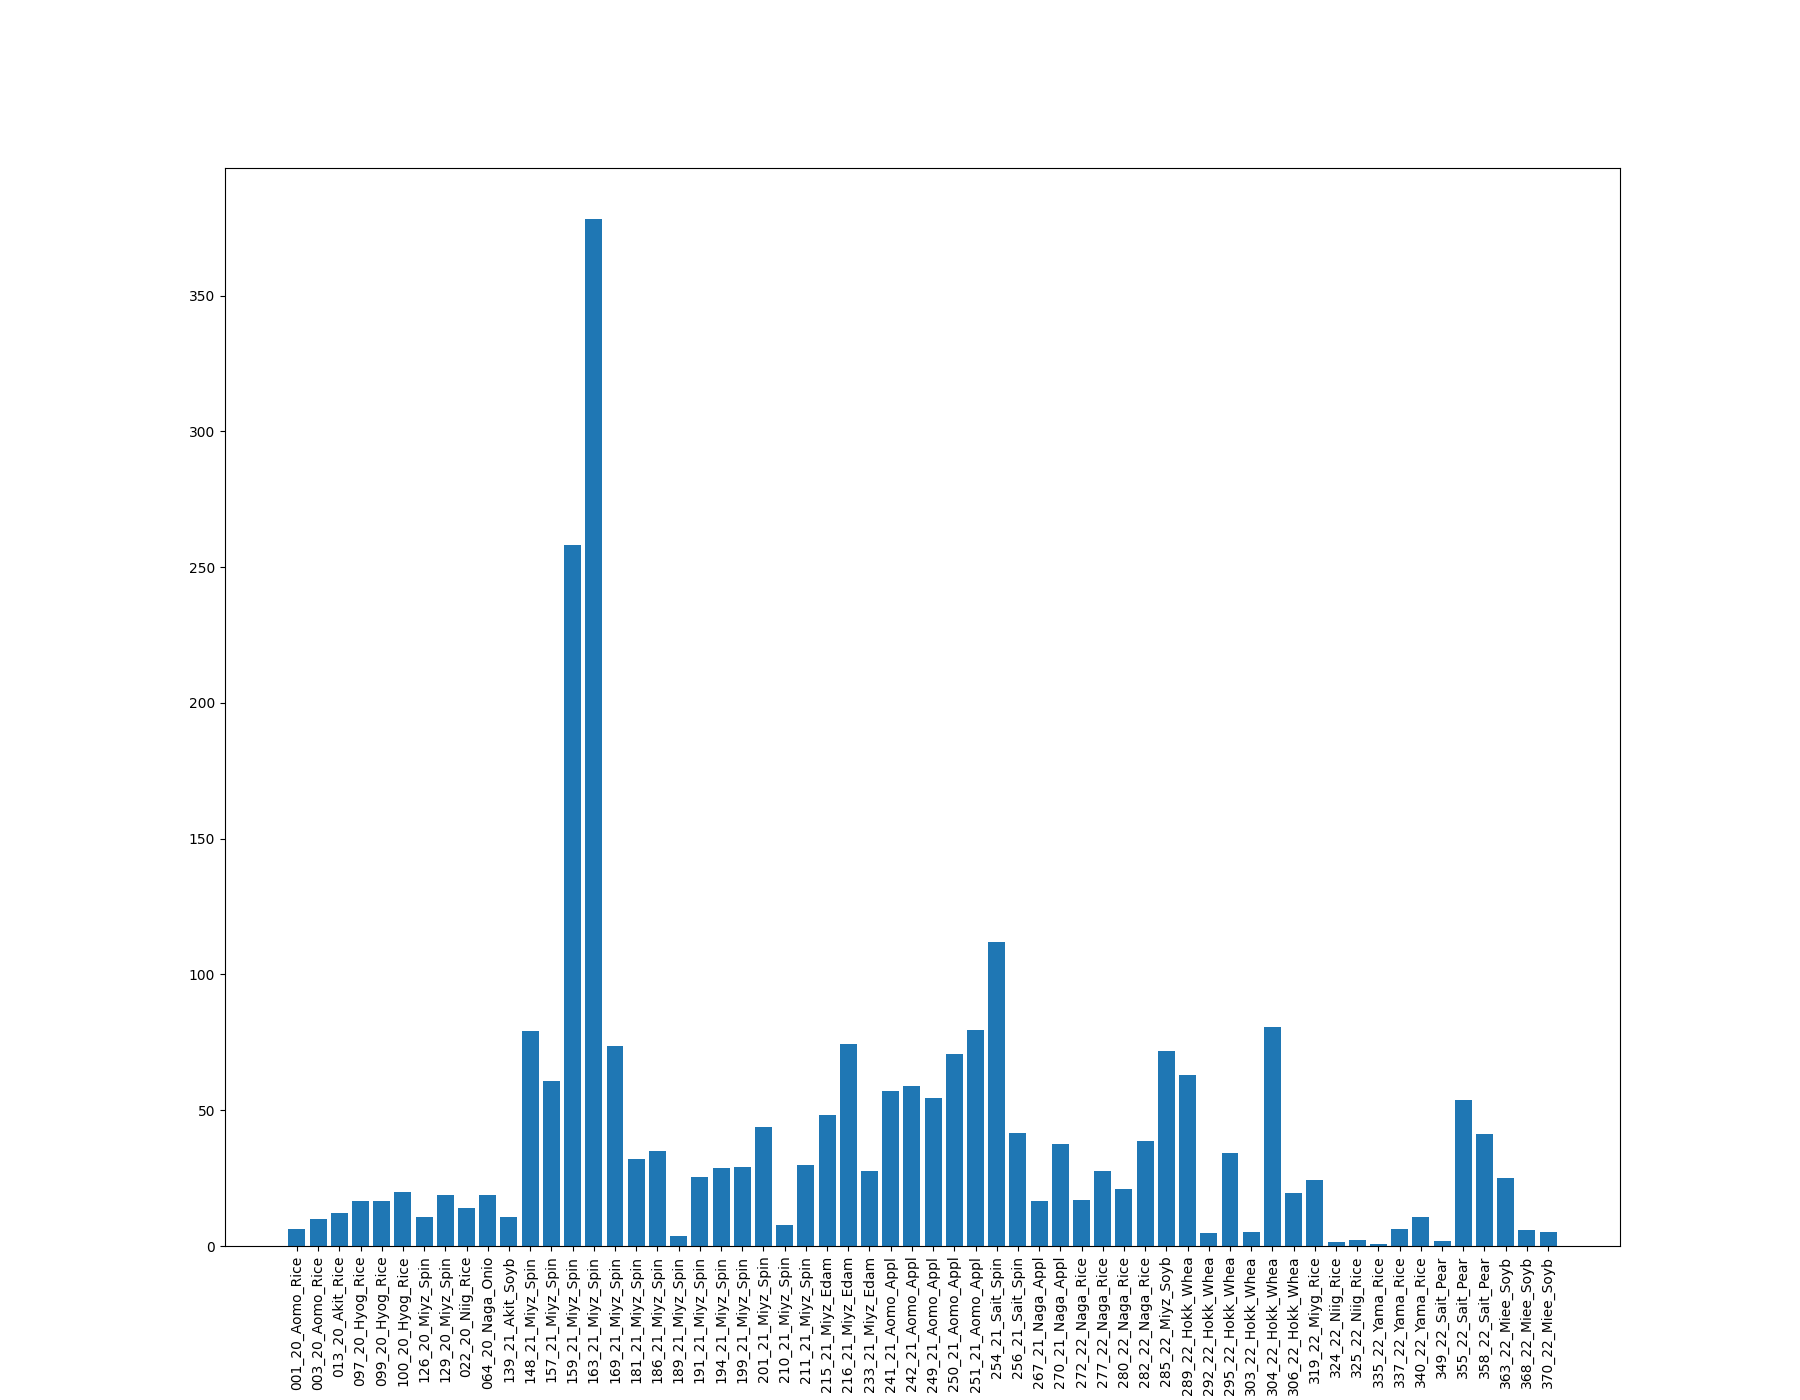 350
300
250
200
150
100
50
0
001_20_Aomo_Rice
003_20_Aomo_Rice
013_20_Akit_Rice
097_20_Hyog_Rice
099_20_Hyog_Rice
100_20_Hyog_Rice
126_20_Miyz_Spin
129_20_Miyz_Spin
022_20_Niig_Rice
064_20_Naga_Onio
139_21_Akit_Soyb
148_21_Miyz_Spin
157_21_Miyz_Spin
159_21_Miyz_Spin
163_21_Miyz_Spin
169_21_Miyz_Spin
181_21_Miyz_Spin
186_21_Miyz_Spin
189_21_Miyz_Spin
191_21_Miyz_Spin
194_21_Miyz_Spin
199_21_Miyz_Spin
201_21_Miyz_Spin
210_21_Miyz_Spin
211_21_Miyz_Spin
215_21_Miyz_Edam
216_21_Miyz_Edam
233_21_Miyz_Edam
241_21_Aomo_Appl
242_21_Aomo_Appl
249_21_Aomo_Appl
250_21_Aomo_Appl
251_21_Aomo_Appl
254_21_Sait_Spin
256_21_Sait_Spin
267_21_Naga_Appl
270_21_Naga_Appl
272_22_Naga_Rice
277_22_Naga_Rice
280_22_Naga_Rice
282_22_Naga_Rice
285_22_Miyz_Soyb
289_22_Hokk_Whea
292_22_Hokk_Whea
295_22_Hokk_Whea
303_22_Hokk_Whea
304_22_Hokk_Whea
306_22_Hokk_Whea
319_22_Miyg_Rice
324_22_Niig_Rice
325_22_Niig_Rice
335_22_Yama_Rice
337_22_Yama_Rice
340_22_Yama_Rice
349_22_Sait_Pear
355_22_Sait_Pear
358_22_Sait_Pear
363_22_Miee_Soyb
368_22_Miee_Soyb
370_22_Miee_Soyb